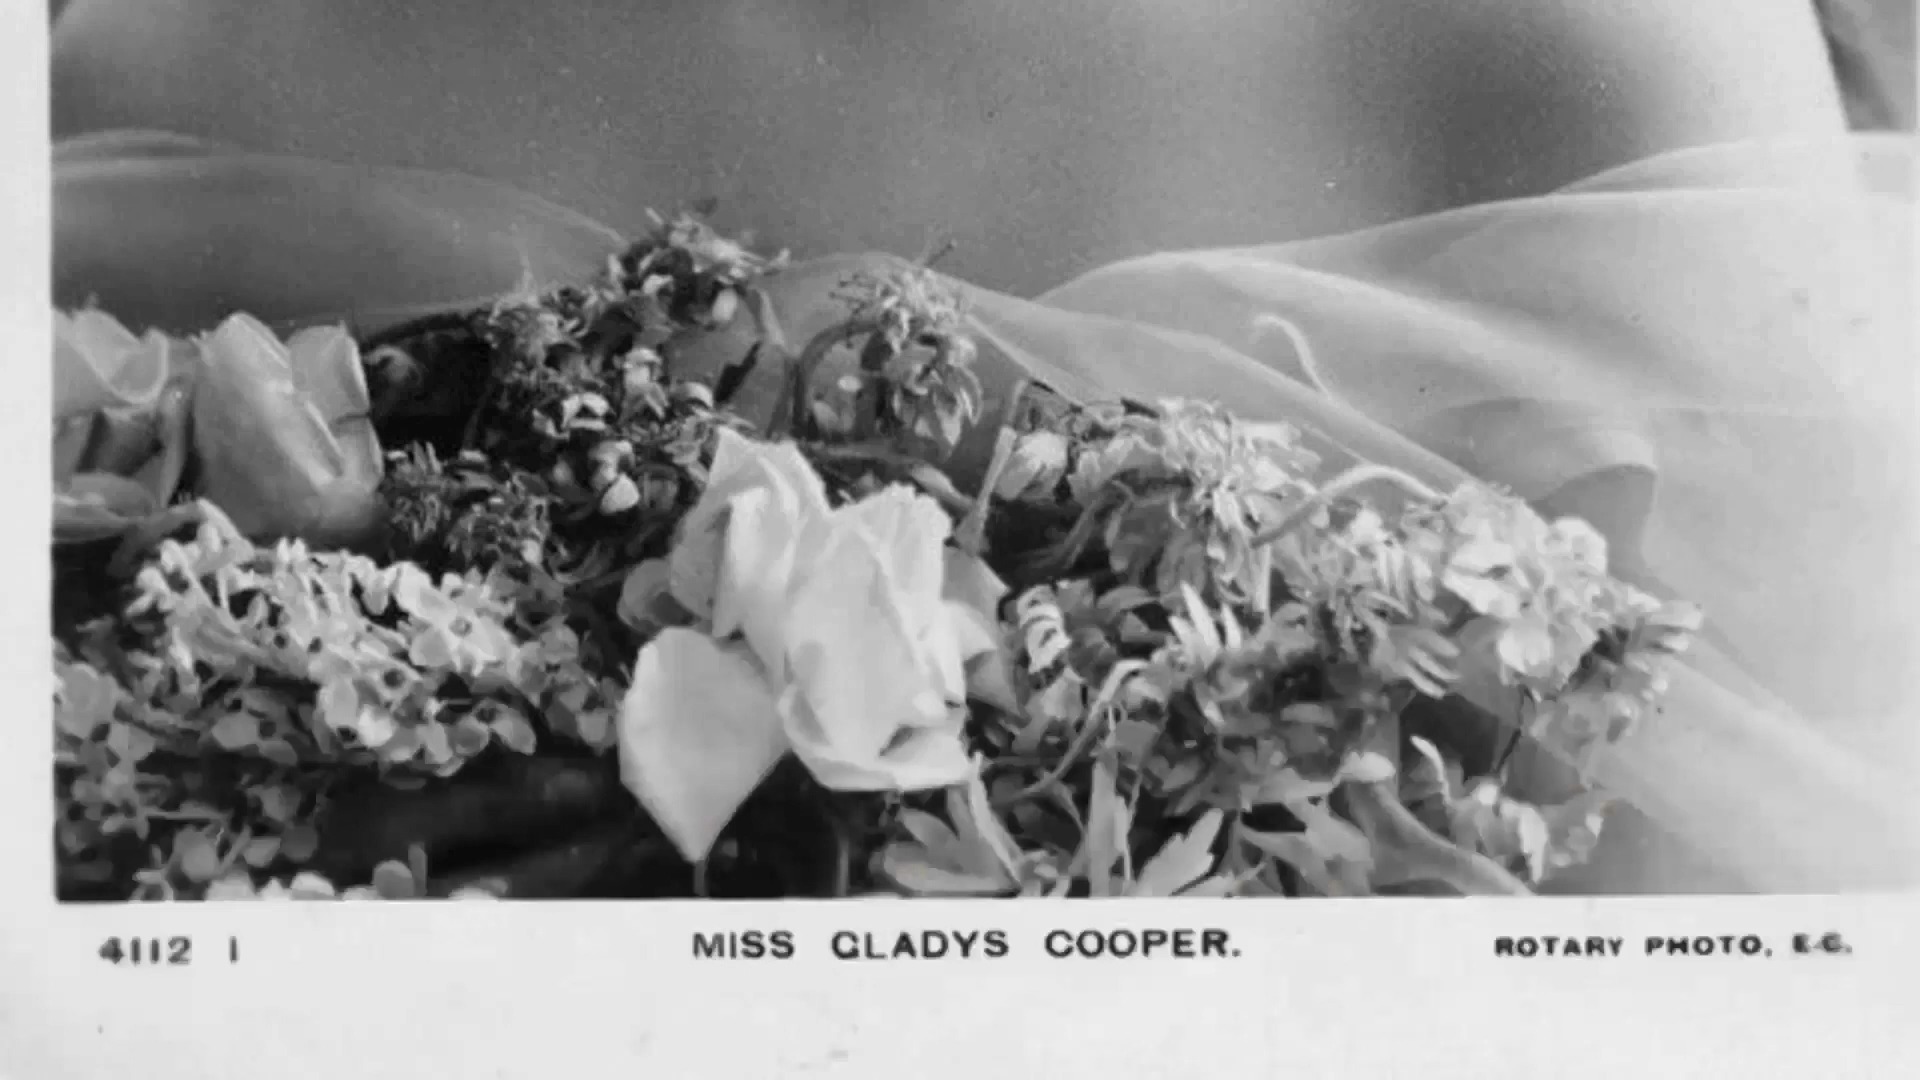 4112 I
MISS GLADYS COOPER.
ROTARY PHOTO, E.C.